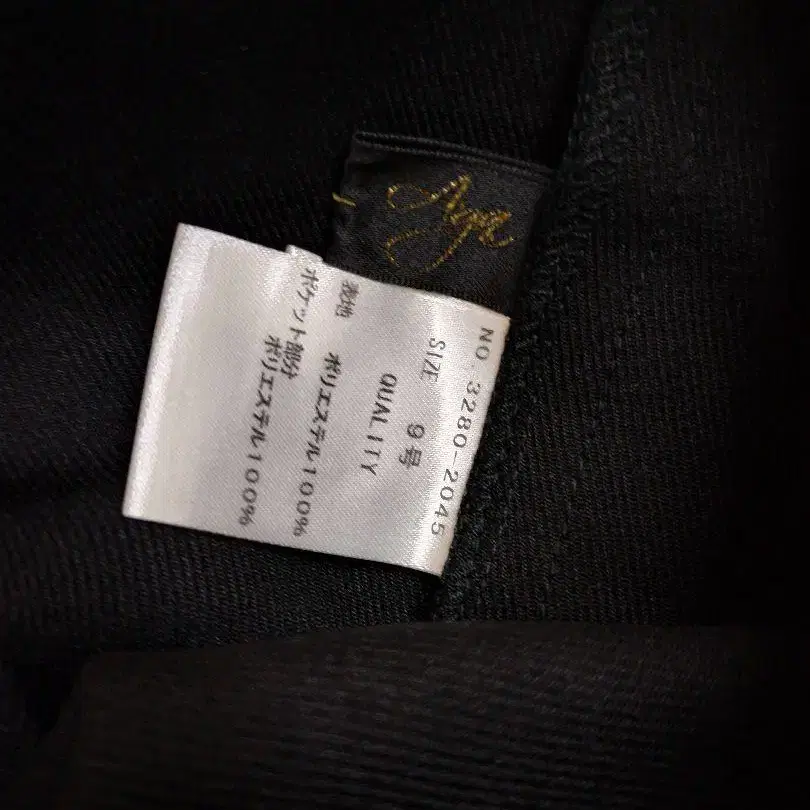 NO. 3280-2045
SIZE 9号
QUALITY
表地 ポリエステル100%
ポケット部分
ポリエステル100%